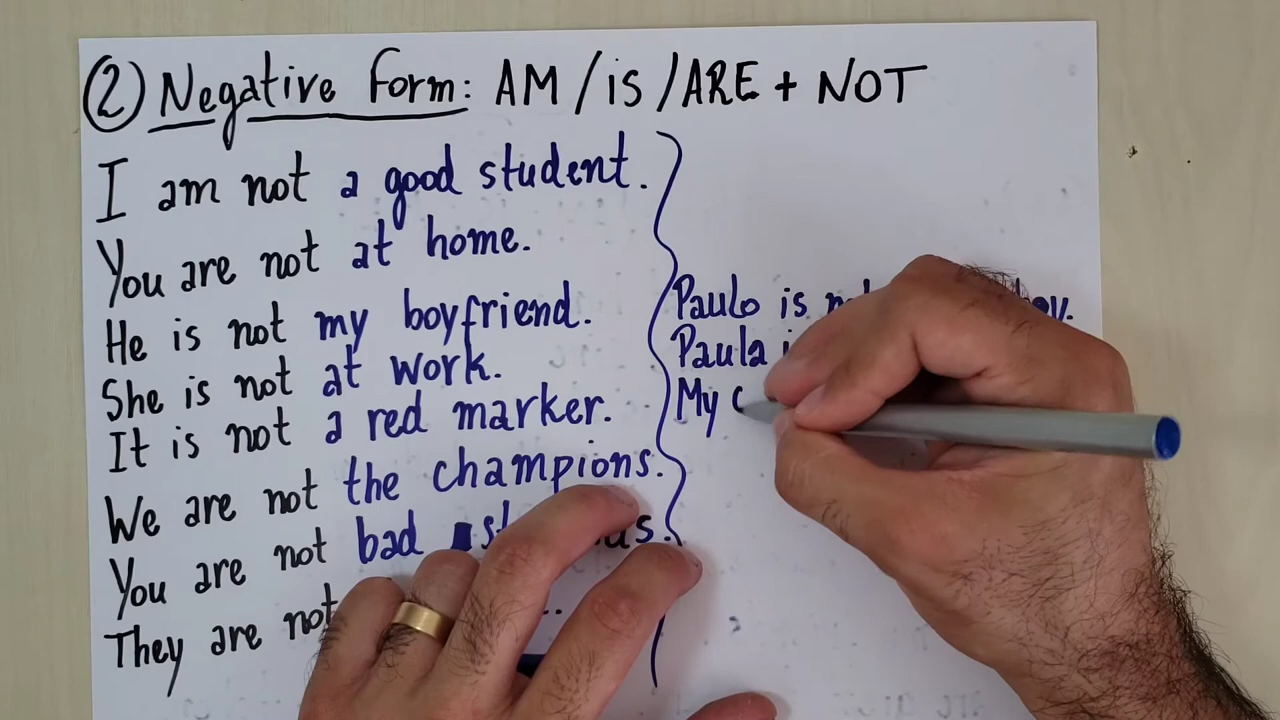 ② Negative Form: AM / is / ARE + NOT
I am not a good student.
You are not at home.
He is not my boyfriend.
She is not at work.
It is not a red marker.
We are not the champions.
You are not bad
They are not
Paulo is
Paula
My